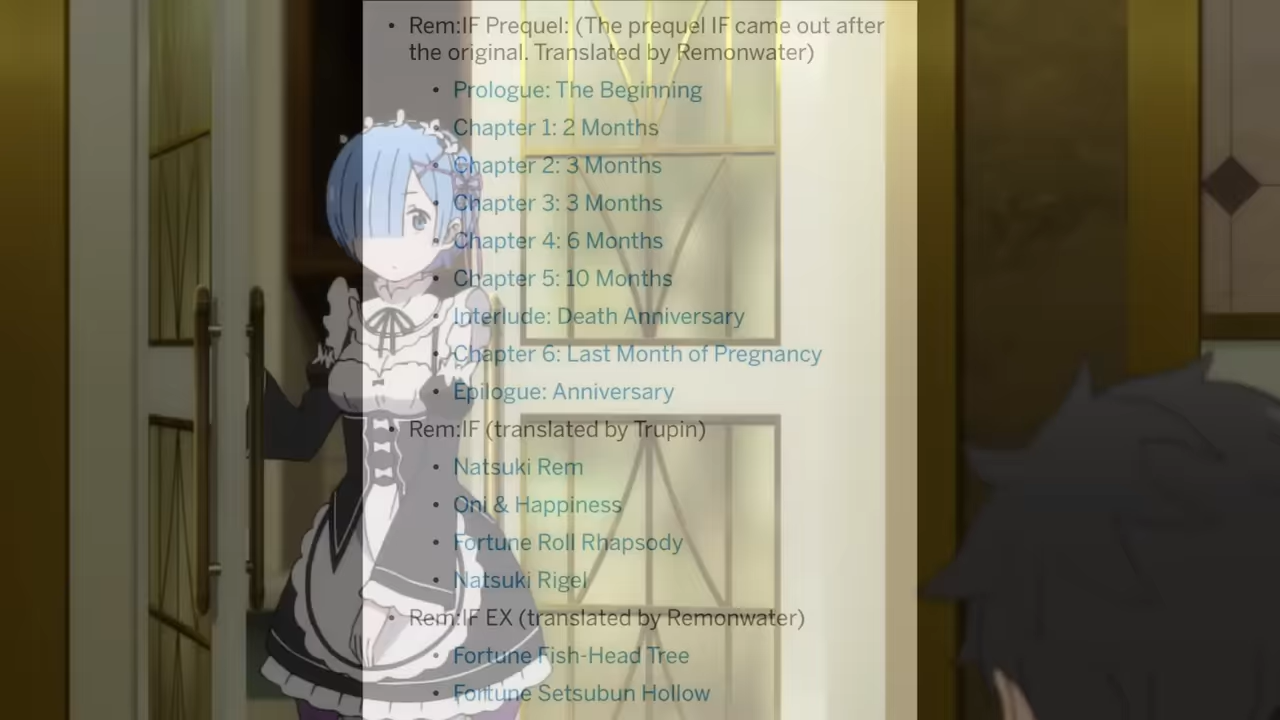 • Rem:IF Prequel: (The prequel IF came out after
the original. Translated by Remonwater)
• Prologue: The Beginning
• Chapter 1: 2 Months
• Chapter 2: 3 Months
• Chapter 3: 3 Months
• Chapter 4: 6 Months
• Chapter 5: 10 Months
• Interlude: Death Anniversary
• Chapter 6: Last Month of Pregnancy
• Epilogue: Anniversary
• Rem:IF (translated by Trupin)
• Natsuki Rem
• Oni & Happiness
• Fortune Roll Rhapsody
• Natsuki Rigel
• Rem:IF EX (translated by Remonwater)
• Fortune Fish-Head Tree
• Fortune Setsubun Hollow